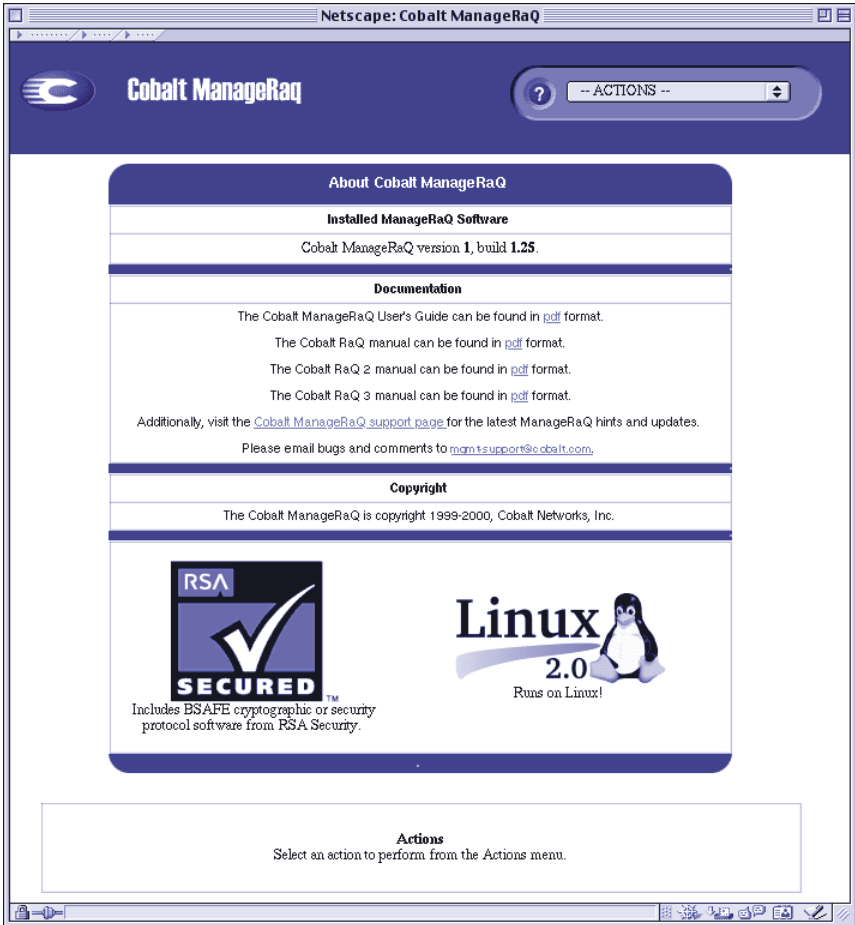 Netscape: Cobalt ManageRaQ
Cobalt ManageRaq
?
-- ACTIONS --
About Cobalt ManageRaQ
Installed ManageRaQ Software
Cobalt ManageRaQ version 1, build 1.25.
Documentation
The Cobalt ManageRaQ User's Guide can be found in pdf format.
The Cobalt RaQ manual can be found in pdf format.
The Cobalt RaQ 2 manual can be found in pdf format.
The Cobalt RaQ 3 manual can be found in pdf format.
Additionally, visit the Cobalt ManageRaQ support page for the latest ManageRaQ hints and updates.
Please email bugs and comments to mgmt-support@cobalt.com.
Copyright
The Cobalt ManageRaQ is copyright 1999-2000, Cobalt Networks, Inc.
RSA
SECURED™
Includes BSAFE cryptographic or security
protocol software from RSA Security.
Linux
2.0
Runs on Linux!
Actions
Select an action to perform from the Actions menu.